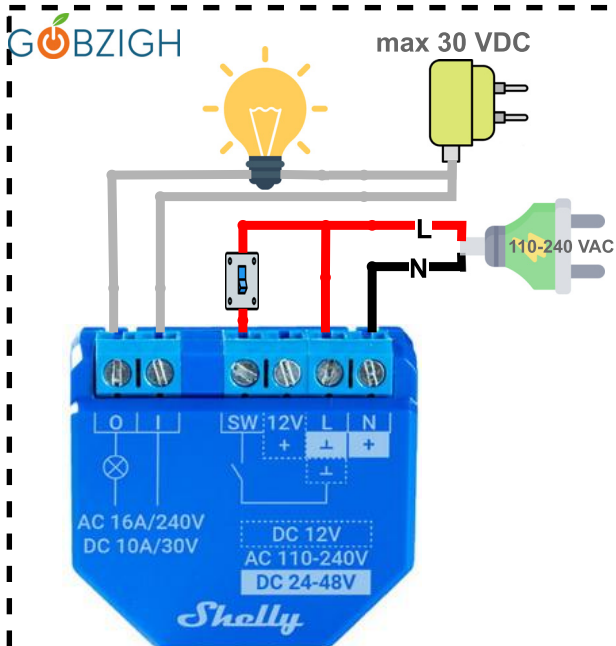 GOBZIGH
max 30 VDC
L
110-240 VAC
N
O I SW 12V L N
+ ⊥ +
⊥
AC 16A/240V
DC 10A/30V
DC 12V
AC 110-240V
DC 24-48V
Shelly